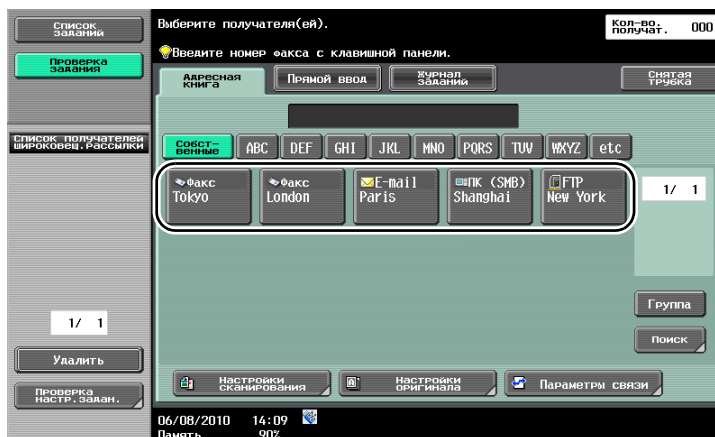 Список
заданий
Проверка
задания
Список получателей
широковещ.рассылки
1/ 1
Удалить
Проверка
настр.задан.
Выберите получателя(ей).
Кол-во.
получат. 000
Введите номер факса с клавишной панели.
Адресная
книга
Прямой ввод
Журнал
заданий
Снятая
трубка
Собст-
венные
ABC
DEF
GHI
JKL
MNO
PQRS
TUV
WXYZ
etc
Факс
Tokyo
Факс
London
E-mail
Paris
ПК (SMB)
Shanghai
FTP
New York
1/ 1
Группа
Поиск
Настройки
сканирования
Настройки
оригинала
Параметры связи
06/08/2010 14:09
Память 90%